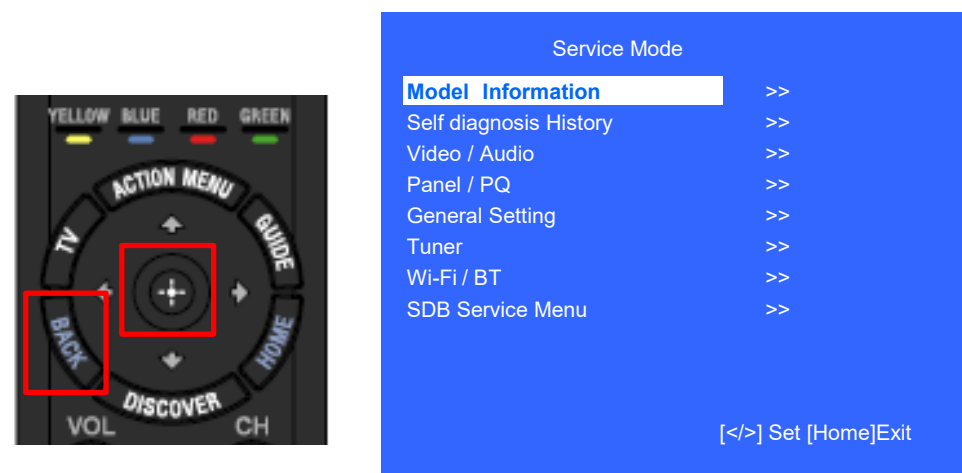 YELLOW BLUE RED GREEN
ACTION MENU
TV
GUIDE
BACK
HOME
DISCOVER
VOL CH
Service Mode
Model Information >>
Self diagnosis History >>
Video / Audio >>
Panel / PQ >>
General Setting >>
Tuner >>
Wi-Fi / BT >>
SDB Service Menu >>
[</>] Set [Home]Exit